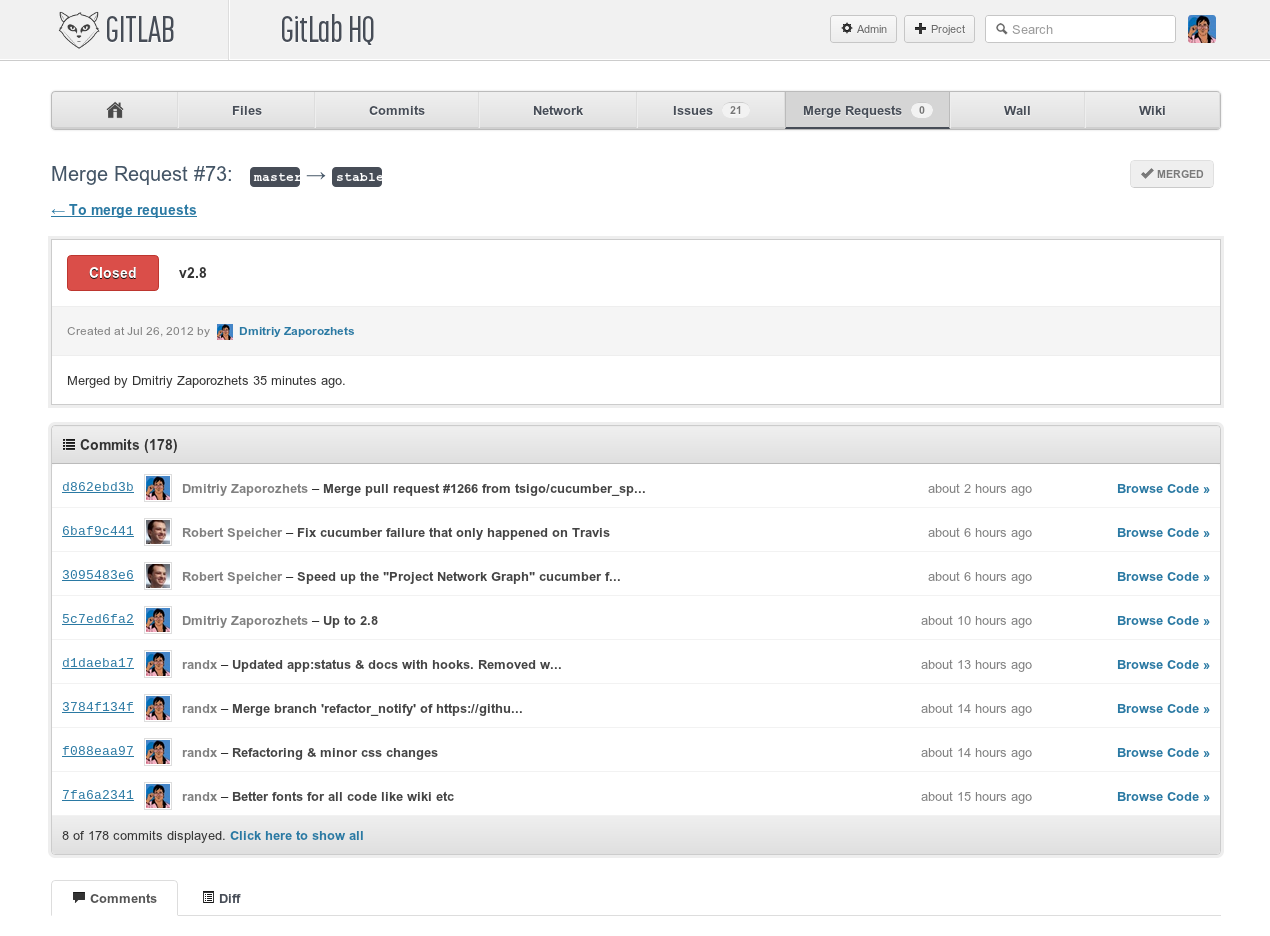 GITLAB GitLab HQ Admin Project Search
Files Commits Network Issues 21 Merge Requests 0 Wall Wiki
Merge Request #73: master → stable MERGED
← To merge requests
Closed v2.8
Created at Jul 26, 2012 by Dmitriy Zaporozhets
Merged by Dmitriy Zaporozhets 35 minutes ago.
Commits (178)
d862ebd3b Dmitriy Zaporozhets – Merge pull request #1266 from tsigo/cucumber_sp... about 2 hours ago Browse Code »
6baf9c441 Robert Speicher – Fix cucumber failure that only happened on Travis about 6 hours ago Browse Code »
3095483e6 Robert Speicher – Speed up the "Project Network Graph" cucumber f... about 6 hours ago Browse Code »
5c7ed6fa2 Dmitriy Zaporozhets – Up to 2.8 about 10 hours ago Browse Code »
d1daeba17 randx – Updated app:status & docs with hooks. Removed w... about 13 hours ago Browse Code »
3784f134f randx – Merge branch 'refactor_notify' of https://githu... about 14 hours ago Browse Code »
f088eaa97 randx – Refactoring & minor css changes about 14 hours ago Browse Code »
7fa6a2341 randx – Better fonts for all code like wiki etc about 15 hours ago Browse Code »
8 of 178 commits displayed. Click here to show all
Comments Diff